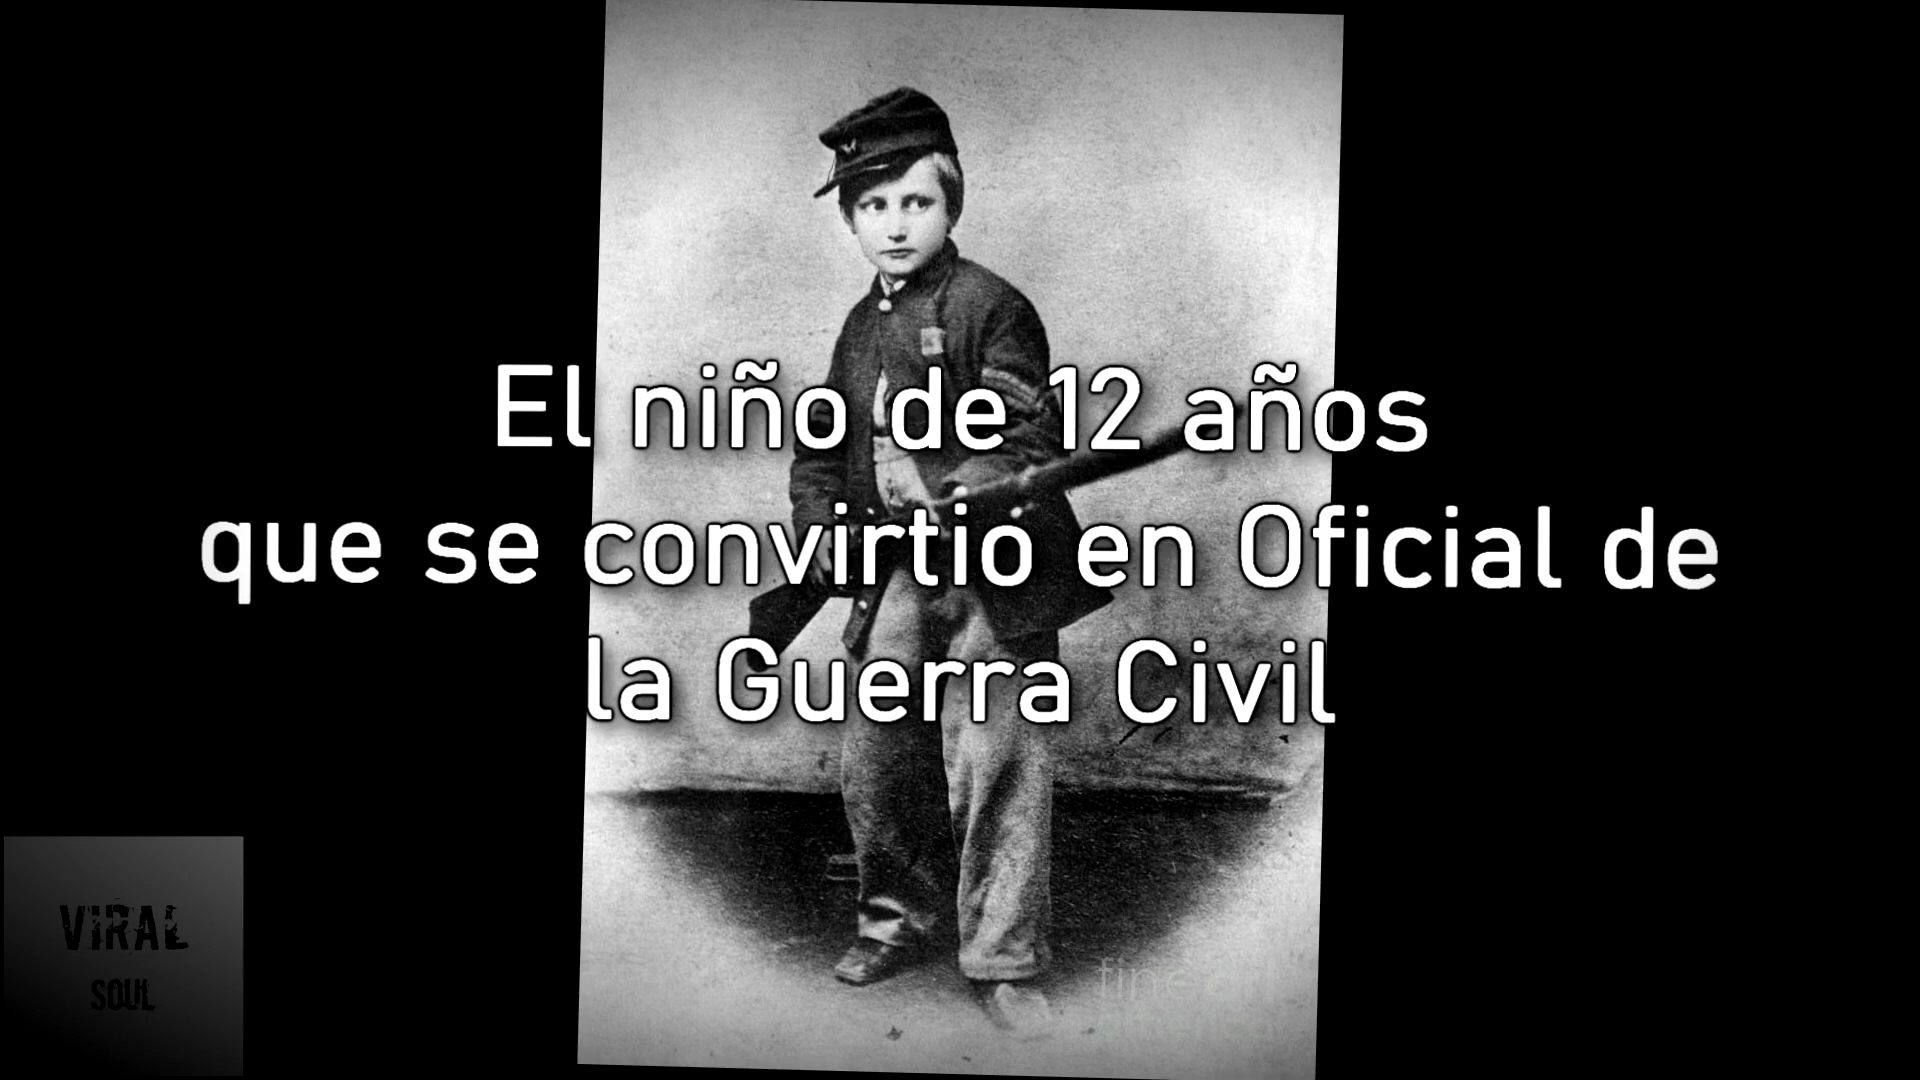 El niño de 12 años
que se convirtio en Oficial de
la Guerra Civil
VIRAL
SOUL